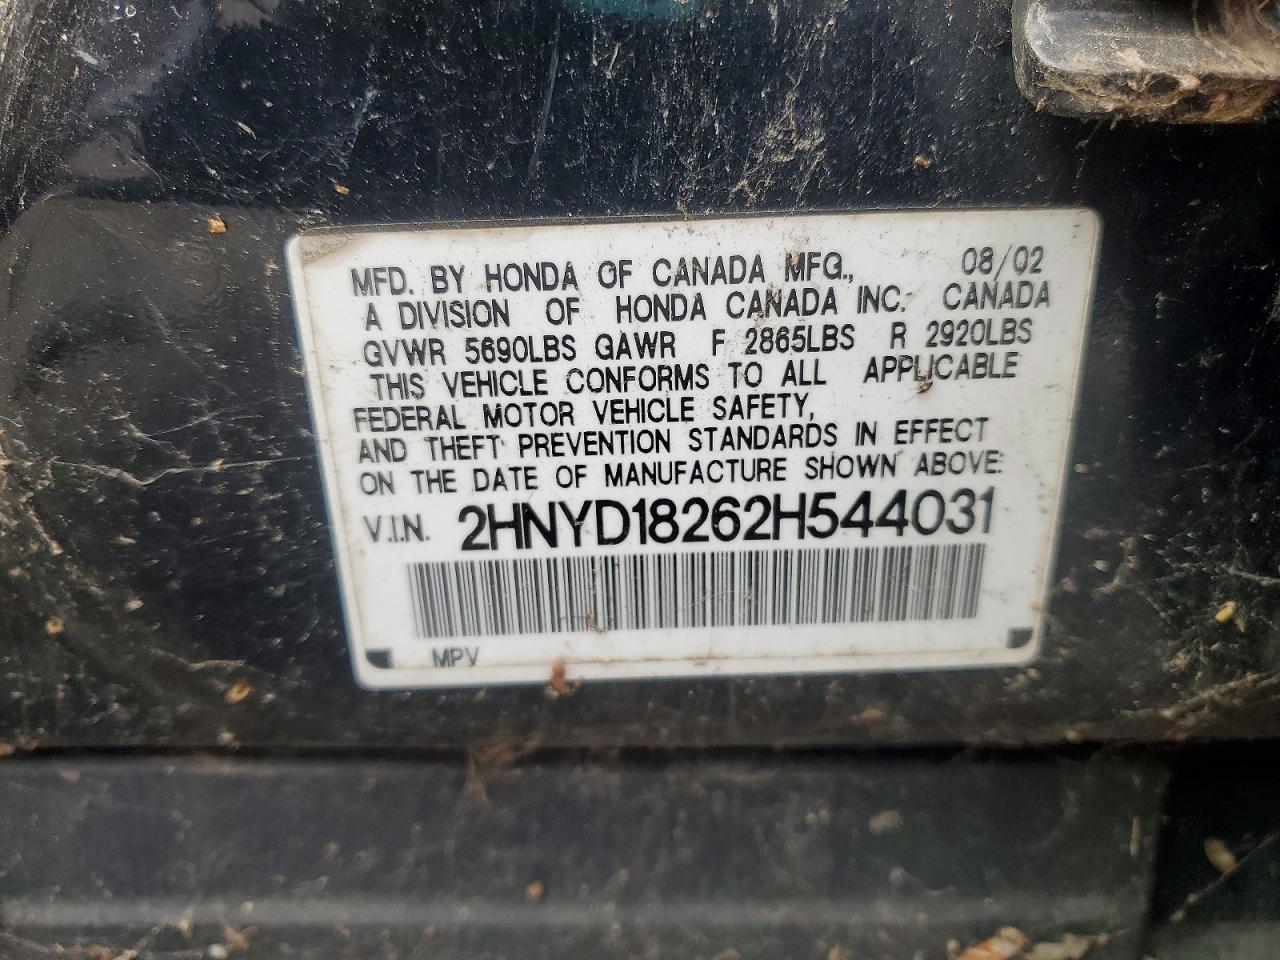 MFD. BY HONDA OF CANADA MFG., 08/02
A DIVISION OF HONDA CANADA INC. CANADA
GVWR 5690LBS GAWR F 2865LBS R 2920LBS
THIS VEHICLE CONFORMS TO ALL APPLICABLE
FEDERAL MOTOR VEHICLE SAFETY,
AND THEFT PREVENTION STANDARDS IN EFFECT
ON THE DATE OF MANUFACTURE SHOWN ABOVE.
V.I.N. 2HNYD18262H544031
MPV